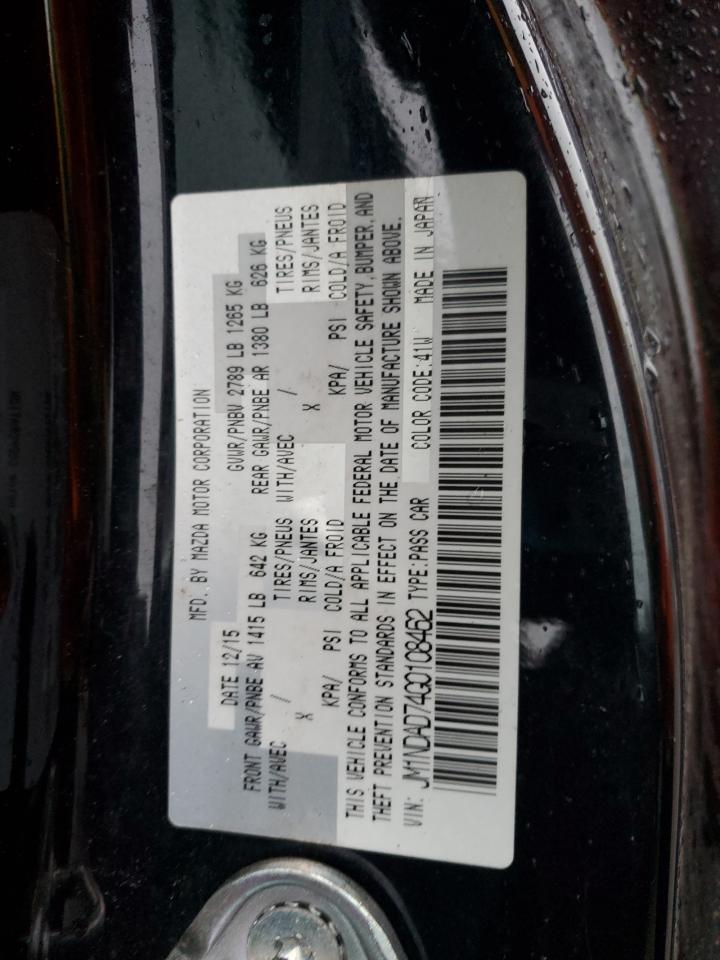 MFD. BY MAZDA MOTOR CORPORATION
DATE 12/15 GVWR/PNBV 2789 LB 1265 KG
FRONT GAWR/PNBE AV 1415 LB 642 KG REAR GAWR/PNBE AR 1380 LB 626 KG
WITH/AVEC / TIRES/PNEUS WITH/AVEC / TIRES/PNEUS
X RIMS/JANTES X RIMS/JANTES
KPA/ PSI COLD/A FROID KPA/ PSI COLD/A FROID
THIS VEHICLE CONFORMS TO ALL APPLICABLE FEDERAL MOTOR VEHICLE SAFETY,BUMPER,AND
THEFT PREVENTION STANDARDS IN EFFECT ON THE DATE OF MANUFACTURE SHOWN ABOVE.
VIN: JM1NDAD74G0108462 TYPE:PASS CAR COLOR CODE:41W MADE IN JAPAN